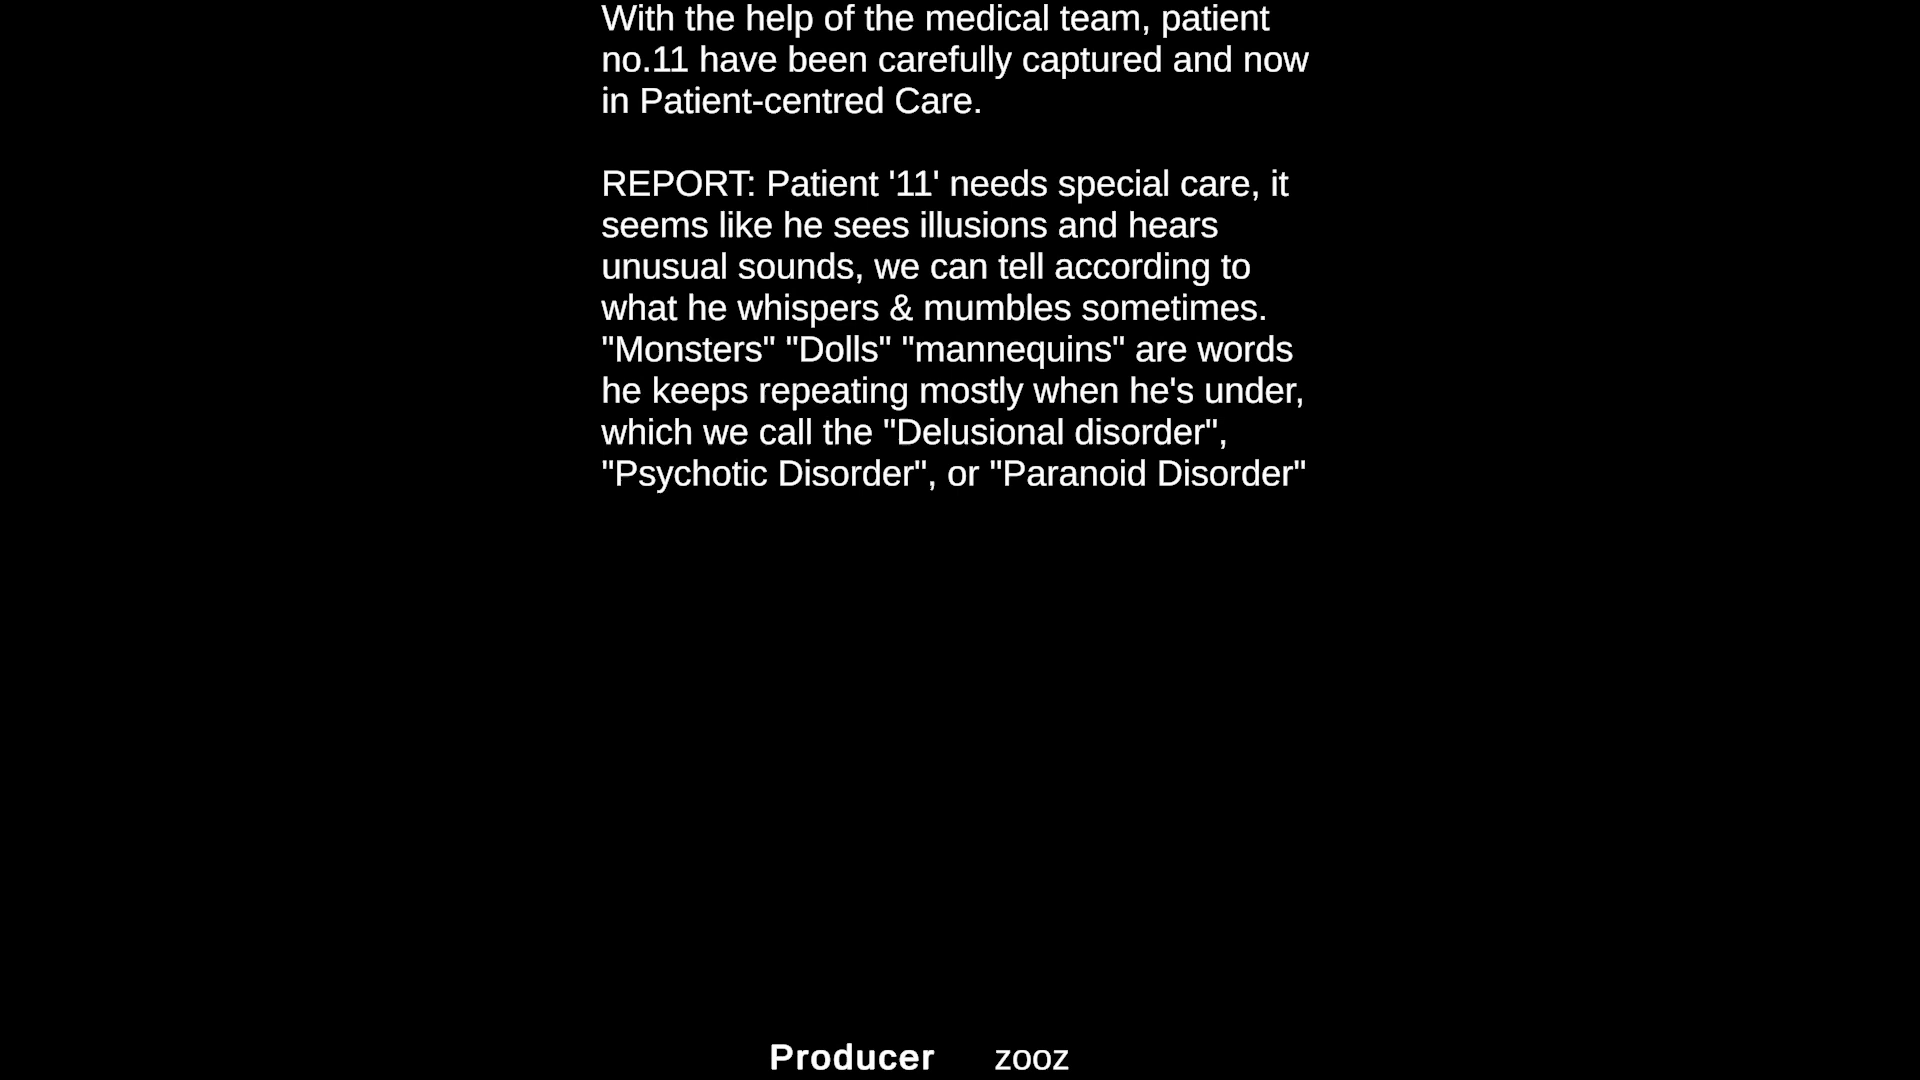 With the help of the medical team, patient
no.11 have been carefully captured and now
in Patient-centred Care.
REPORT: Patient '11' needs special care, it
seems like he sees illusions and hears
unusual sounds, we can tell according to
what he whispers & mumbles sometimes.
"Monsters" "Dolls" "mannequins" are words
he keeps repeating mostly when he's under,
which we call the "Delusional disorder",
"Psychotic Disorder", or "Paranoid Disorder"
Producer zooz